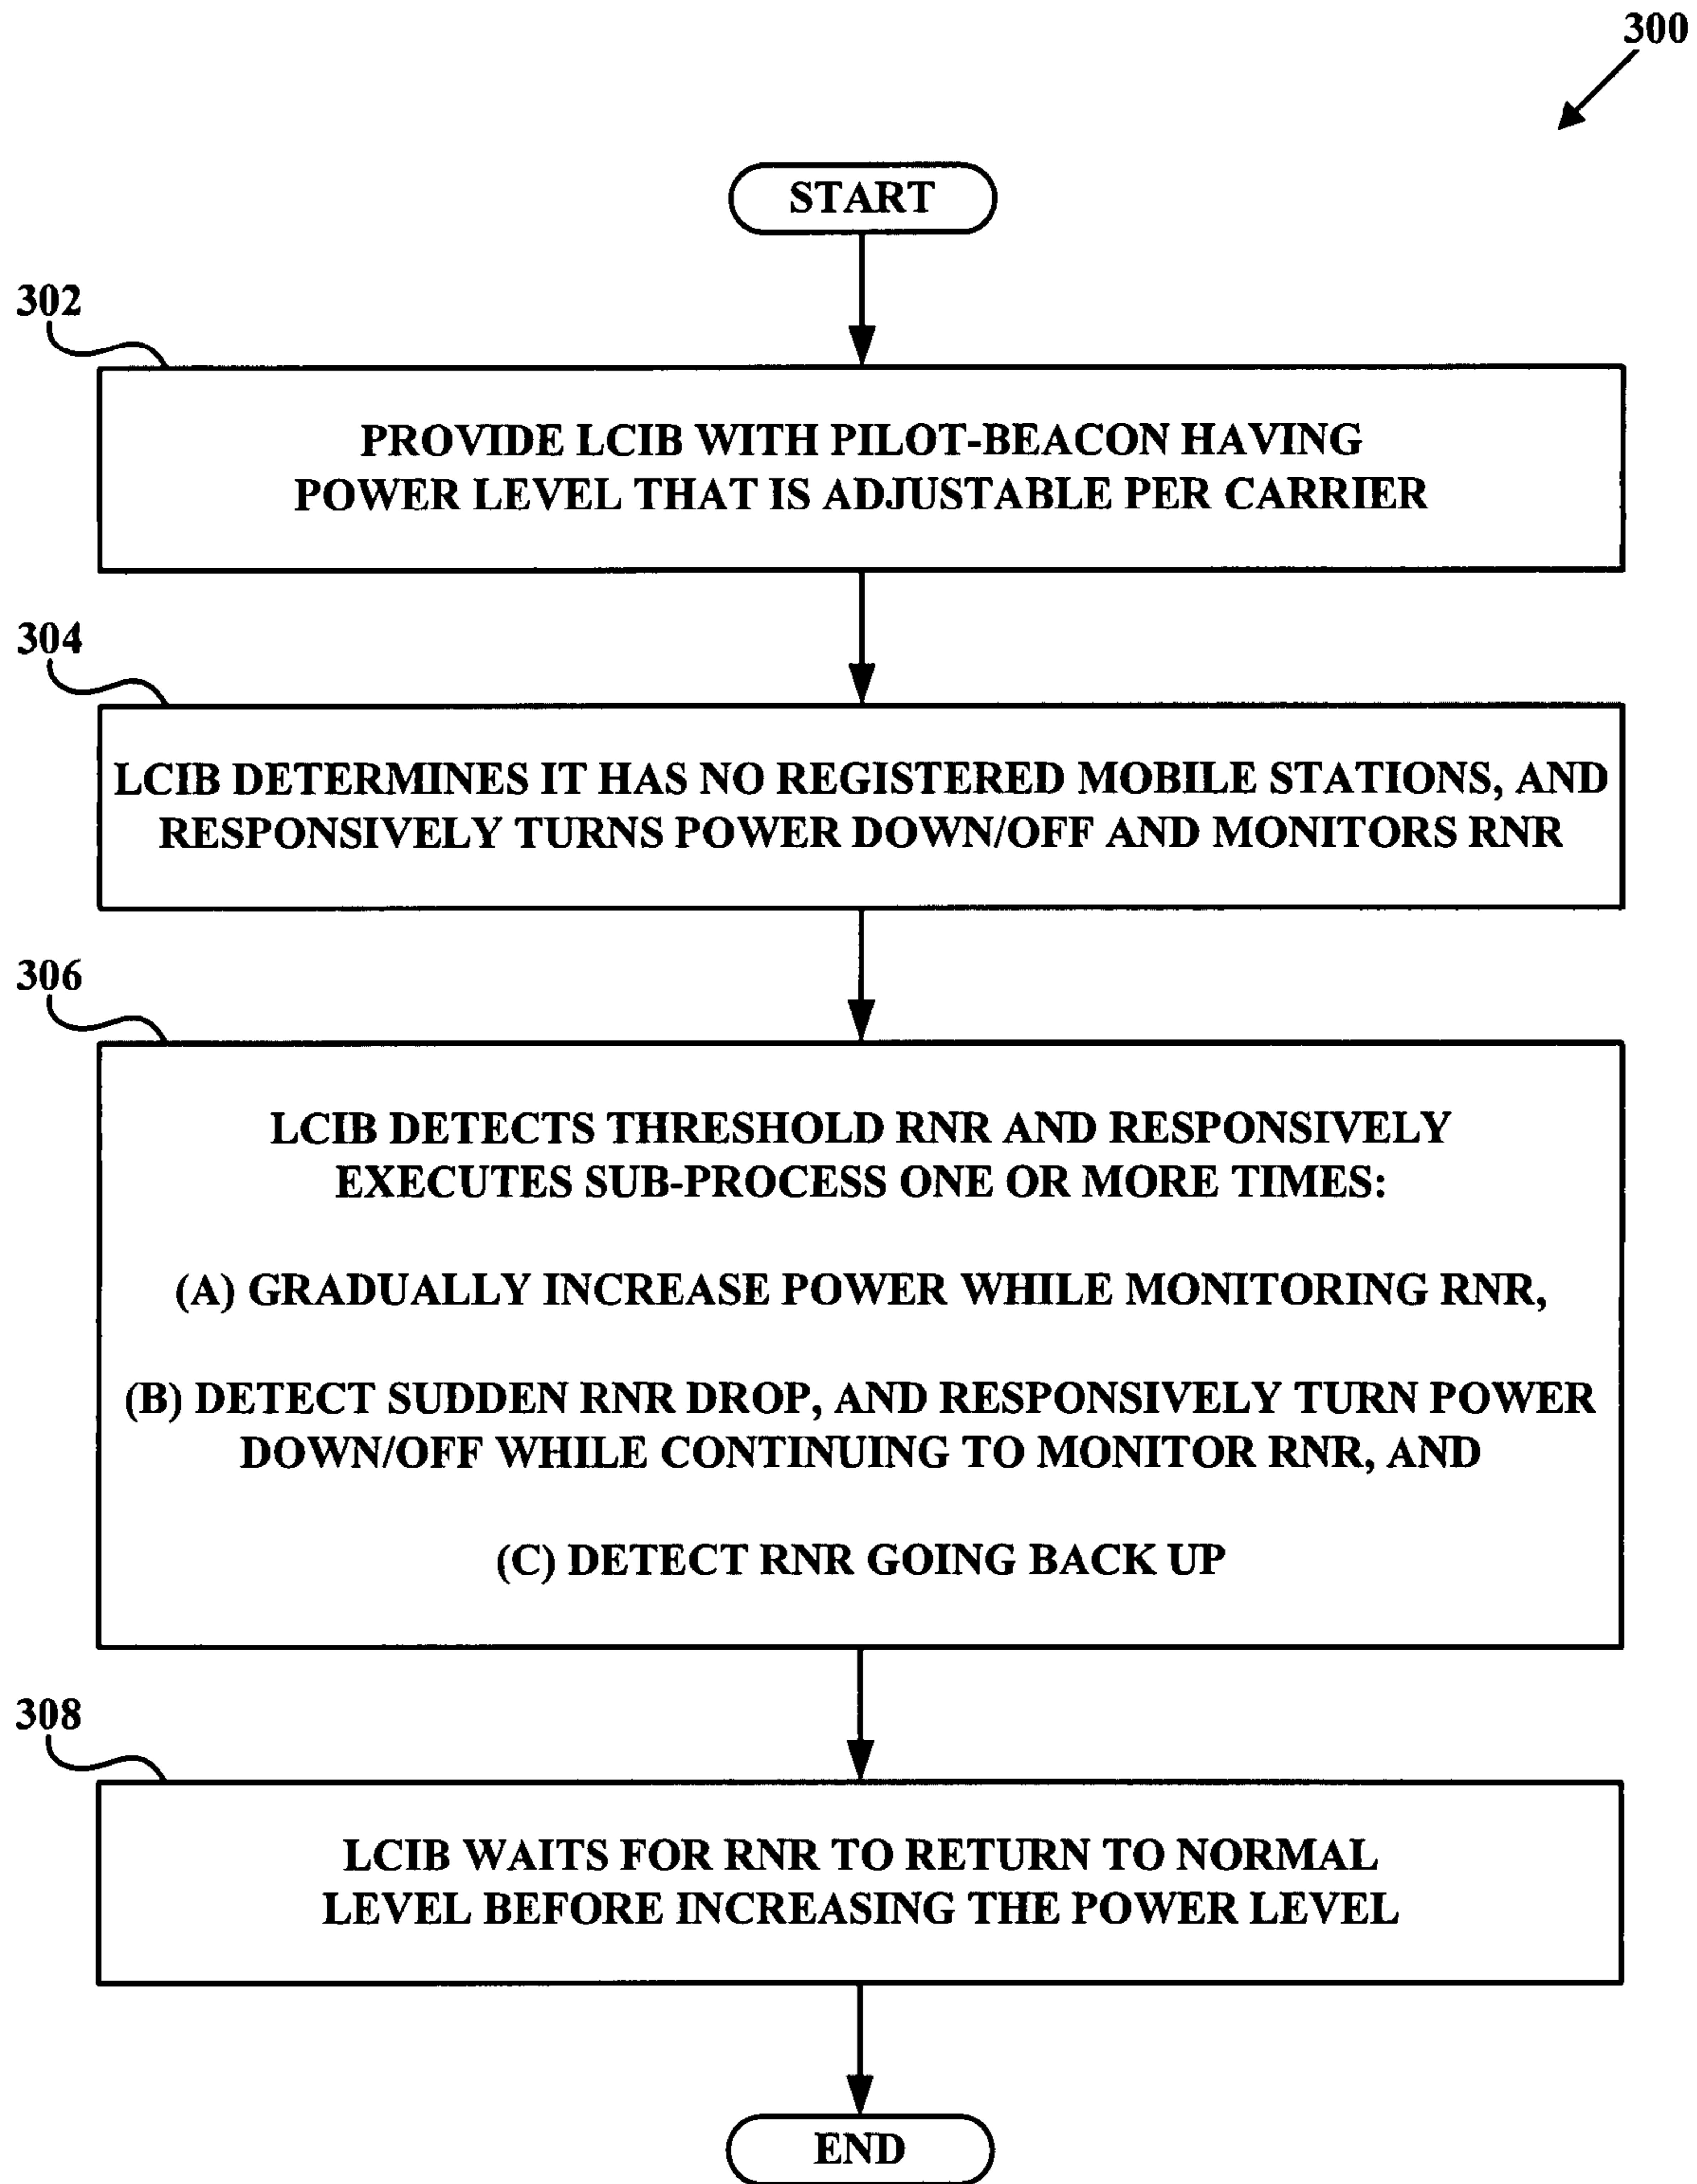 300
START
302
PROVIDE LCIB WITH PILOT-BEACON HAVING
POWER LEVEL THAT IS ADJUSTABLE PER CARRIER
304
LCIB DETERMINES IT HAS NO REGISTERED MOBILE STATIONS, AND
RESPONSIVELY TURNS POWER DOWN/OFF AND MONITORS RNR
306
LCIB DETECTS THRESHOLD RNR AND RESPONSIVELY
EXECUTES SUB-PROCESS ONE OR MORE TIMES:
(A) GRADUALLY INCREASE POWER WHILE MONITORING RNR,
(B) DETECT SUDDEN RNR DROP, AND RESPONSIVELY TURN POWER
DOWN/OFF WHILE CONTINUING TO MONITOR RNR, AND
(C) DETECT RNR GOING BACK UP
308
LCIB WAITS FOR RNR TO RETURN TO NORMAL
LEVEL BEFORE INCREASING THE POWER LEVEL
END